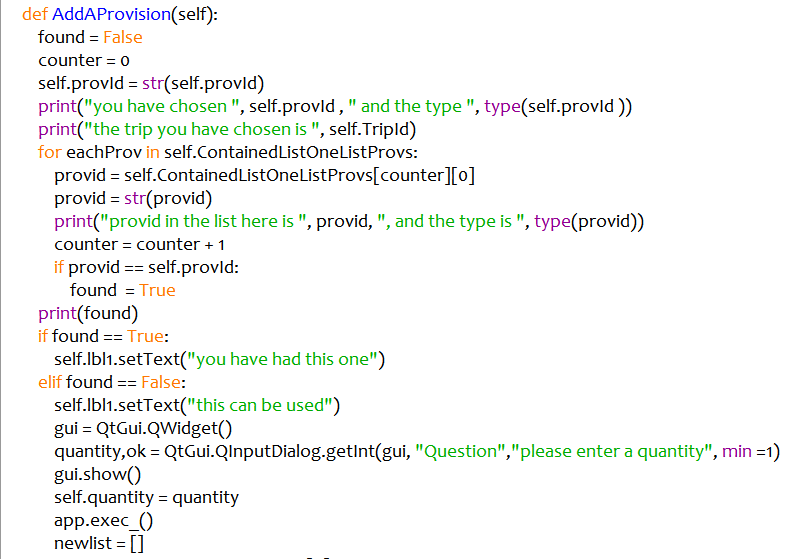 def AddAProvision(self):
found = False
counter = 0
self.provId = str(self.provId)
print("you have chosen ", self.provId , " and the type ", type(self.provId ))
print("the trip you have chosen is ", self.TripId)
for eachProv in self.ContainedListOneListProvs:
provid = self.ContainedListOneListProvs[counter][0]
provid = str(provid)
print("provid in the list here is ", provid, ", and the type is ", type(provid))
counter = counter + 1
if provid == self.provId:
found  = True
print(found)
if found == True:
self.lbl1.setText("you have had this one")
elif found == False:
self.lbl1.setText("this can be used")
gui = QtGui.QWidget()
quantity,ok = QtGui.QInputDialog.getInt(gui, "Question","please enter a quantity", min =1)
gui.show()
self.quantity = quantity
app.exec_()
newlist = []